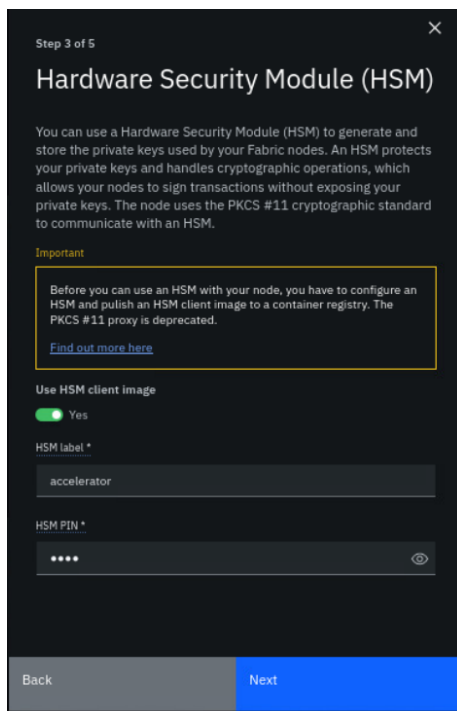 Step 3 of 5
Hardware Security Module (HSM)
You can use a Hardware Security Module (HSM) to generate and
store the private keys used by your Fabric nodes. An HSM protects
your private keys and handles cryptographic operations, which
allows your nodes to sign transactions without exposing your
private keys. The node uses the PKCS #11 cryptographic standard
to communicate with an HSM.
Important
Before you can use an HSM with your node, you have to configure an
HSM and pulish an HSM client image to a container registry. The
PKCS #11 proxy is deprecated.
Find out more here
Use HSM client image
Yes
HSM label *
accelerator
HSM PIN *
••••
Back
Next